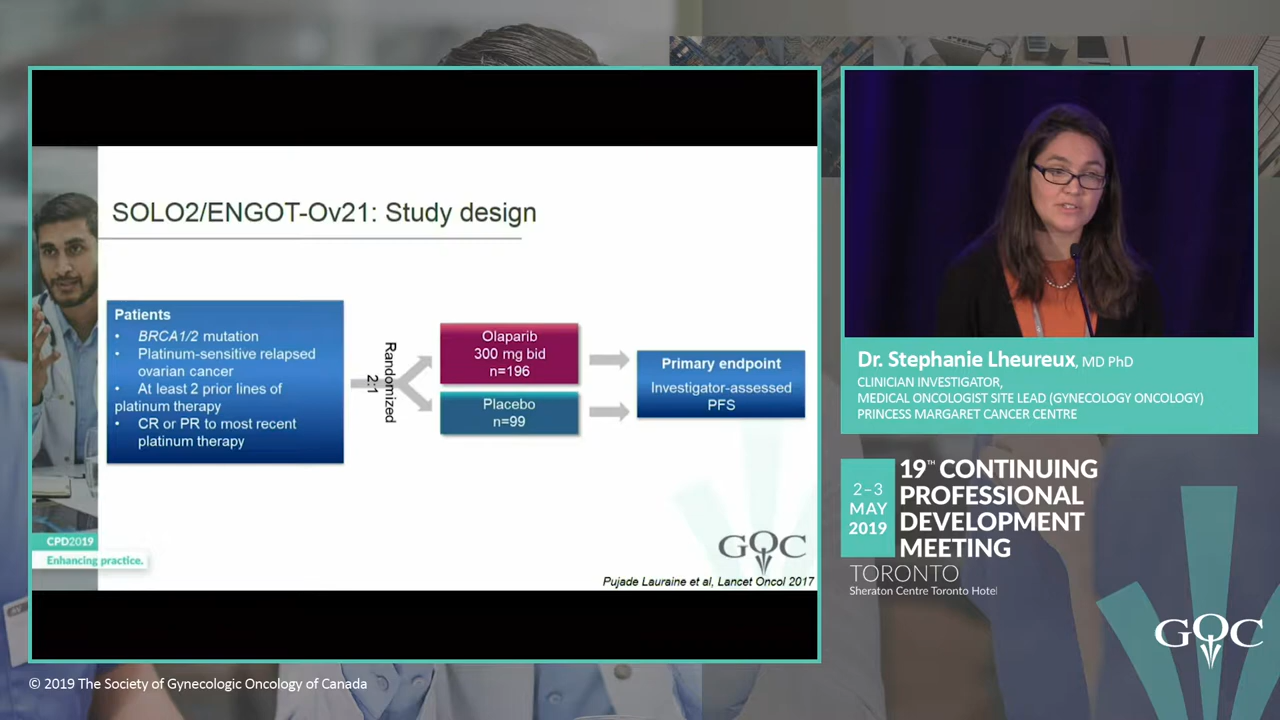 SOLO2/ENGOT-Ov21: Study design
Patients
• BRCA1/2 mutation
• Platinum-sensitive relapsed
ovarian cancer
• At least 2 prior lines of
platinum therapy
• CR or PR to most recent
platinum therapy
Randomized
2:1
Olaparib
300 mg bid
n=196
Placebo
n=99
Primary endpoint
Investigator-assessed
PFS
CPD2019
Enhancing practice.
GOC
Pujade Lauraine et al, Lancet Oncol 2017
Dr. Stephanie Lheureux, MD PhD
CLINICIAN INVESTIGATOR,
MEDICAL ONCOLOGIST SITE LEAD (GYNECOLOGY ONCOLOGY)
PRINCESS MARGARET CANCER CENTRE
2–3
MAY
2019
19TH CONTINUING
PROFESSIONAL
DEVELOPMENT
MEETING
TORONTO
Sheraton Centre Toronto Hotel
GOC
© 2019 The Society of Gynecologic Oncology of Canada